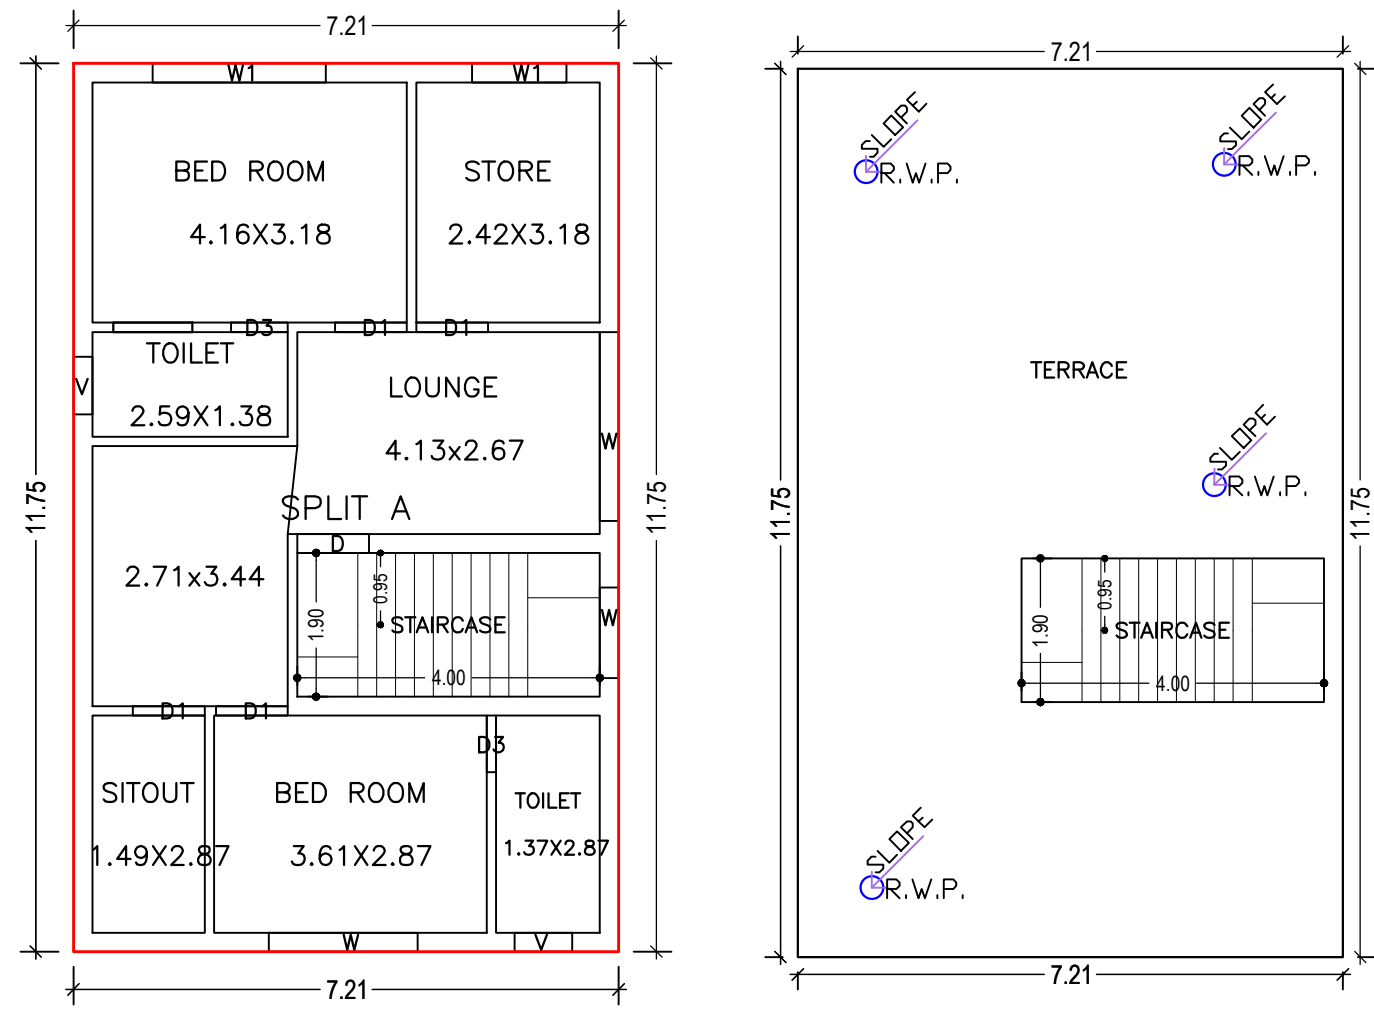 7.21
W1
W1
11.75
11.75
BED ROOM
4.16X3.18
STORE
2.42X3.18
D3
D1
D1
TOILET
2.59X1.38
V
LOUNGE
4.13x2.67
W
SPLIT A
D
2.71x3.44
1.90
0.95
STAIRCASE
4.00
W
D1
D1
D3
SITOUT
1.49X2.87
BED ROOM
3.61X2.87
TOILET
1.37X2.87
W
V
7.21
7.21
11.75
11.75
SLOPE
R.W.P.
SLOPE
R.W.P.
TERRACE
SLOPE
R.W.P.
1.90
0.95
STAIRCASE
4.00
SLOPE
R.W.P.
7.21